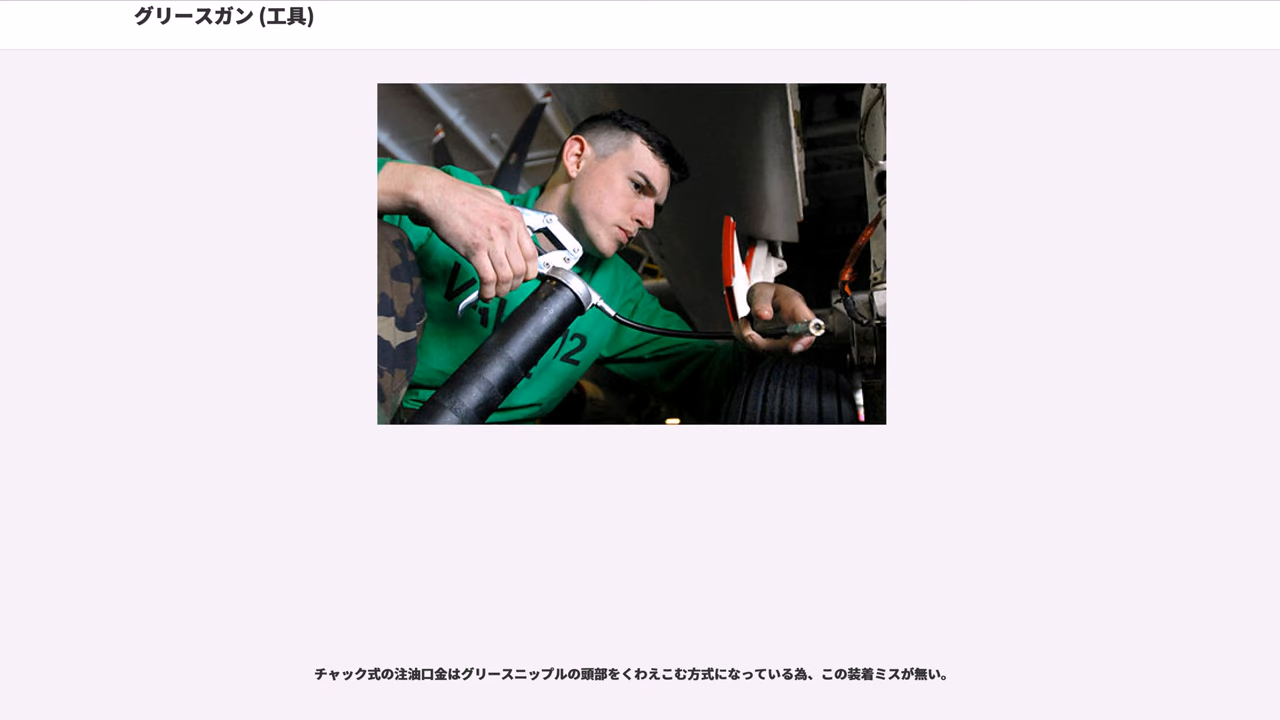 グリースガン (工具)
12
チャック式の注油口金はグリースニップルの頭部をくわえこむ方式になっている為、この装着ミスが無い。